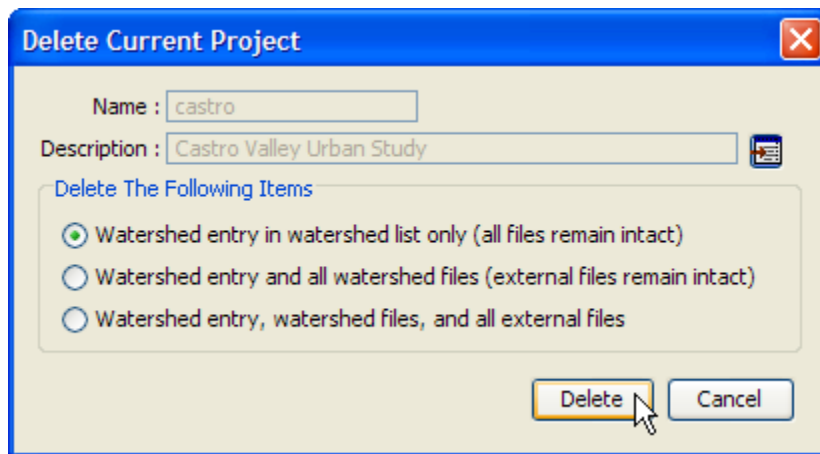 Delete Current Project
Name : castro
Description : Castro Valley Urban Study
Delete The Following Items
Watershed entry in watershed list only (all files remain intact)
Watershed entry and all watershed files (external files remain intact)
Watershed entry, watershed files, and all external files
Delete Cancel